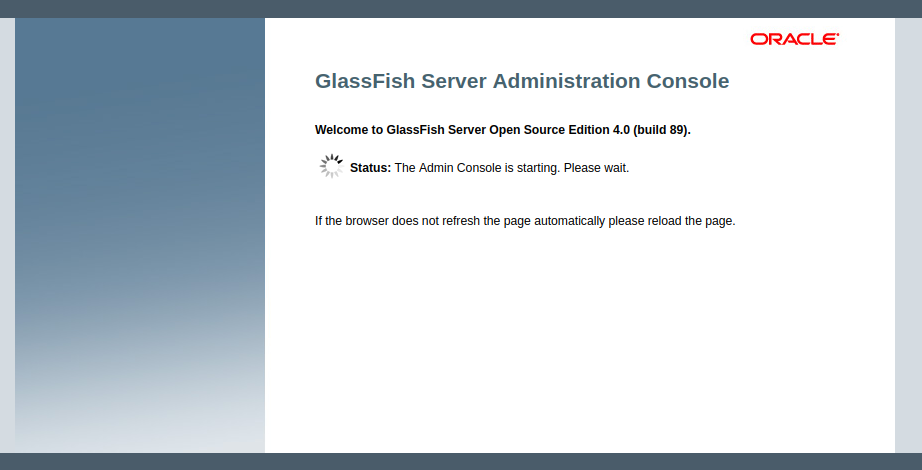 ORACLE
GlassFish Server Administration Console
Welcome to GlassFish Server Open Source Edition 4.0 (build 89).
Status: The Admin Console is starting. Please wait.
If the browser does not refresh the page automatically please reload the page.